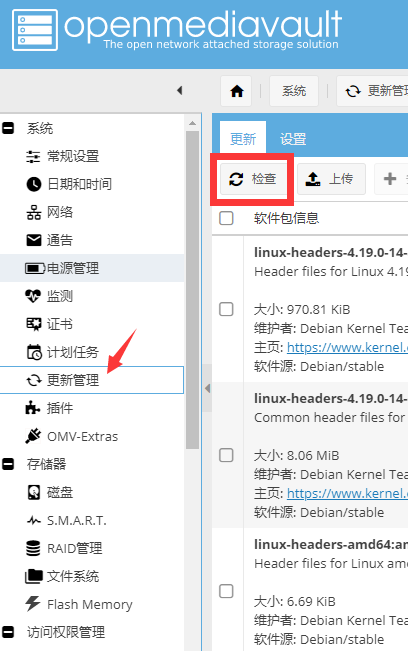 openmediavault
The open network attached storage solution
系统
更新管理
系统
常规设置
日期和时间
网络
通告
电源管理
监测
证书
计划任务
更新管理
插件
OMV-Extras
存储器
磁盘
S.M.A.R.T.
RAID管理
文件系统
Flash Memory
访问权限管理
更新
设置
检查
上传
软件包信息
linux-headers-4.19.0-14-
Header files for Linux 4.19
大小: 970.81 KiB
维护者: Debian Kernel Tea
主页: https://www.kernel.
软件源: Debian/stable
linux-headers-4.19.0-14-
Common header files for
大小: 8.06 MiB
维护者: Debian Kernel Tea
主页: https://www.kernel.
软件源: Debian/stable
linux-headers-amd64:am
Header files for Linux amd
大小: 6.69 KiB
维护者: Debian Kernel Tea
软件源: Debian/stable